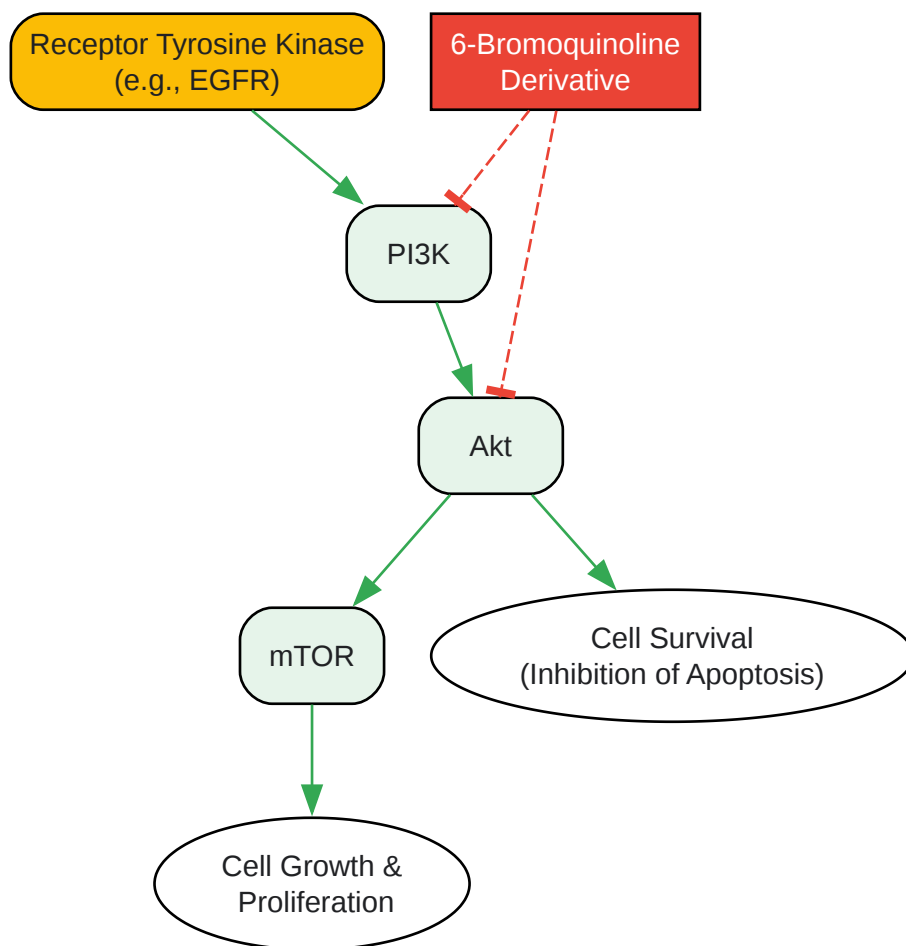 Receptor Tyrosine Kinase
(e.g., EGFR)
6-Bromoquinoline
Derivative
PI3K
Akt
mTOR
Cell Survival
(Inhibition of Apoptosis)
Cell Growth &
Proliferation